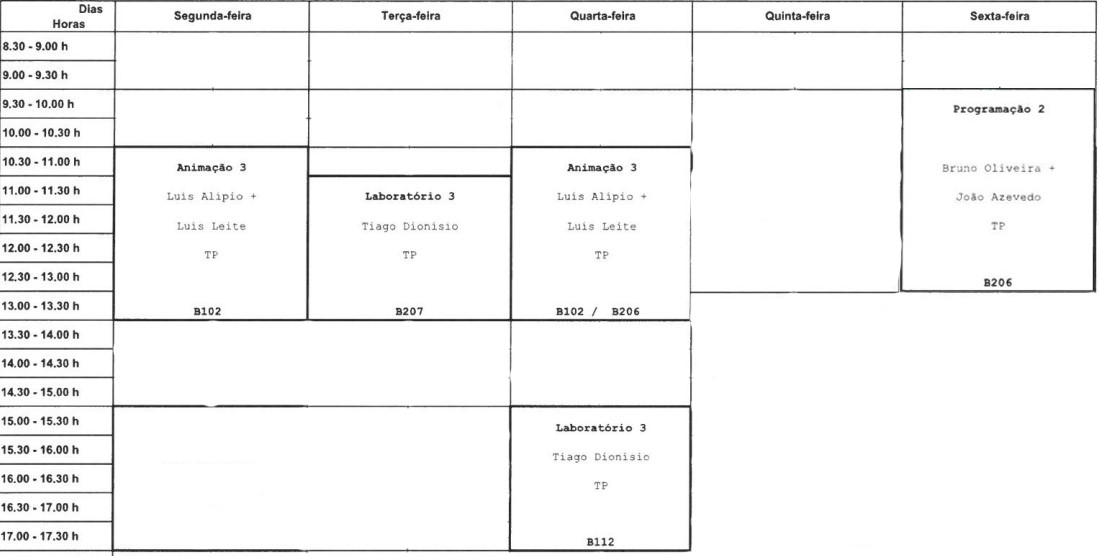 Dias
Horas
Segunda-feira Terça-feira Quarta-feira Quinta-feira Sexta-feira
8.30 - 9.00 h
9.00 - 9.30 h
9.30 - 10.00 h
Programação 2
10.00 - 10.30 h
10.30 - 11.00 h
Animação 3 Animação 3 Bruno Oliveira +
11.00 - 11.30 h
Luis Alipio + Laboratório 3 Luis Alipio + João Azevedo
11.30 - 12.00 h
Luis Leite Tiago Dionisio Luis Leite TP
12.00 - 12.30 h
TP TP TP
12.30 - 13.00 h
B206
13.00 - 13.30 h
B102 B207 B102 / B206
13.30 - 14.00 h
14.00 - 14.30 h
14.30 - 15.00 h
15.00 - 15.30 h
Laboratório 3
15.30 - 16.00 h
Tiago Dionisio
16.00 - 16.30 h
TP
16.30 - 17.00 h
17.00 - 17.30 h
B112